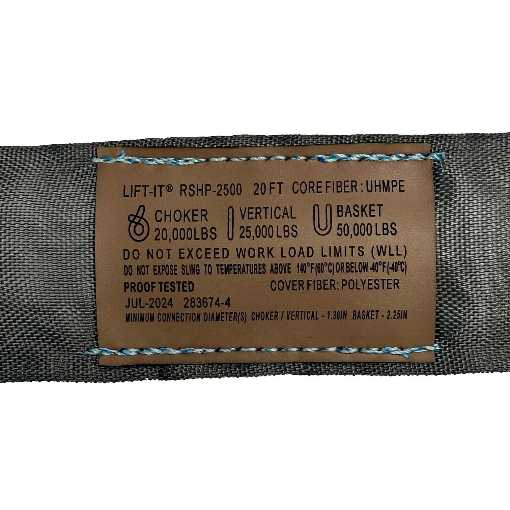 LIFT-IT® RSHP-2500 20 FT CORE FIBER: UHMPE
CHOKER VERTICAL BASKET
20,000LBS 25,000 LBS 50,000 LBS
DO NOT EXCEED WORK LOAD LIMITS (WLL)
DO NOT EXPOSE SLING TO TEMPERATURES ABOVE 140°F(60°C) OR BELOW -40°F(-40°C)
PROOF TESTED COVER FIBER: POLYESTER
JUL-2024 283674-4
MINIMUM CONNECTION DIAMETER(S) CHOKER / VERTICAL - 1.38IN BASKET - 2.25IN